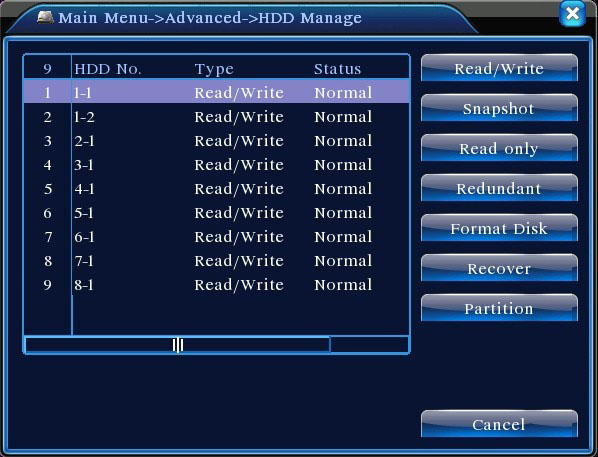 Main Menu->Advanced->HDD Manage
9 HDD No. Type Status
1 1-1 Read/Write Normal
2 1-2 Read/Write Normal
3 2-1 Read/Write Normal
4 3-1 Read/Write Normal
5 4-1 Read/Write Normal
6 5-1 Read/Write Normal
7 6-1 Read/Write Normal
8 7-1 Read/Write Normal
9 8-1 Read/Write Normal
Read/Write
Snapshot
Read only
Redundant
Format Disk
Recover
Partition
Cancel